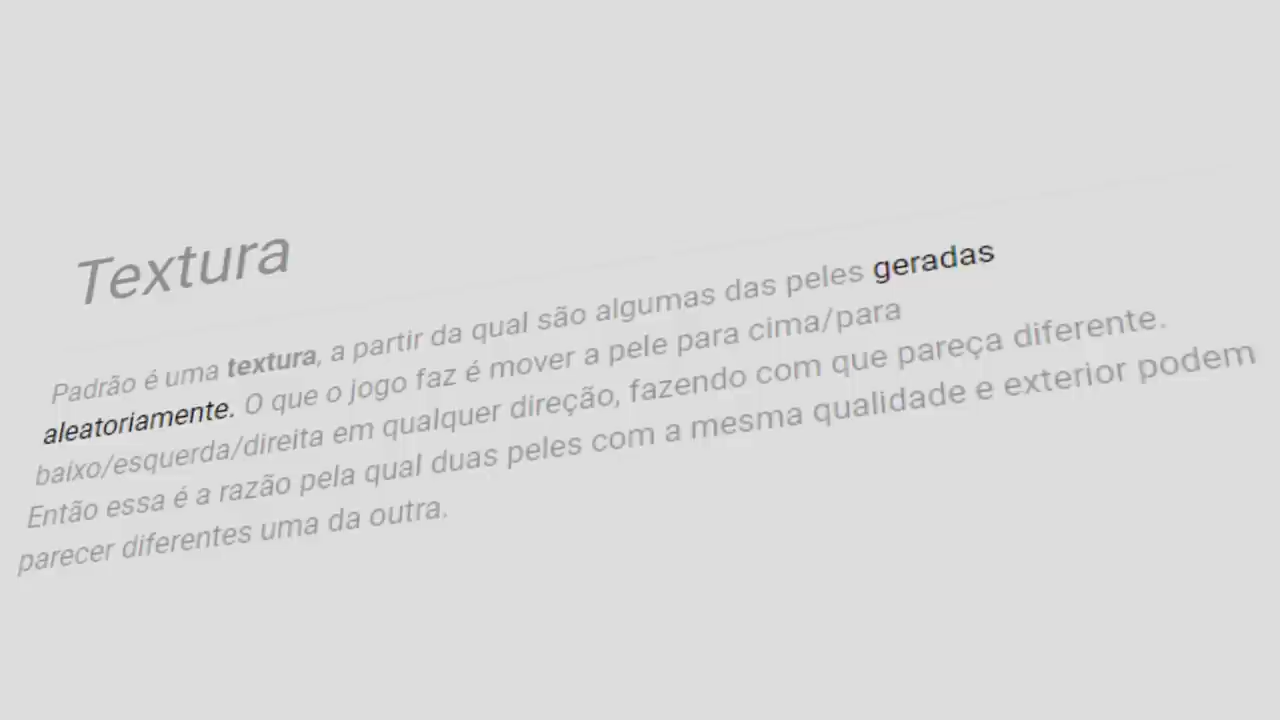 Textura
Padrão é uma textura, a partir da qual são algumas das peles geradas
aleatoriamente. O que o jogo faz é mover a pele para cima/para
baixo/esquerda/direita em qualquer direção, fazendo com que pareça diferente.
Então essa é a razão pela qual duas peles com a mesma qualidade e exterior podem
parecer diferentes uma da outra.